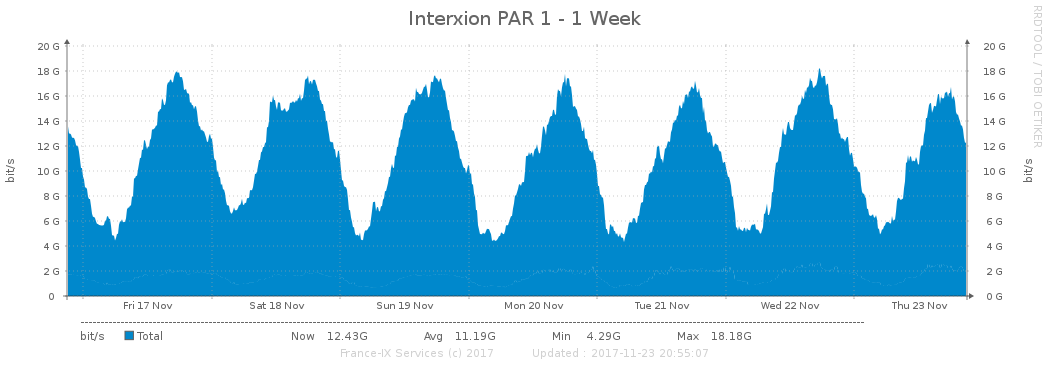 Interxion PAR 1 - 1 Week
RRDTOOL / TOBI OETIKER
bit/s
bit/s
20 G 20 G
18 G 18 G
16 G 16 G
14 G 14 G
12 G 12 G
10 G 10 G
8 G 8 G
6 G 6 G
4 G 4 G
2 G 2 G
0 0 G
Fri 17 Nov Sat 18 Nov Sun 19 Nov Mon 20 Nov Tue 21 Nov Wed 22 Nov Thu 23 Nov
bit/s Total Now 12.43G Avg 11.19G Min 4.29G Max 18.18G
France-IX Services (c) 2017 Updated : 2017-11-23 20:55:07